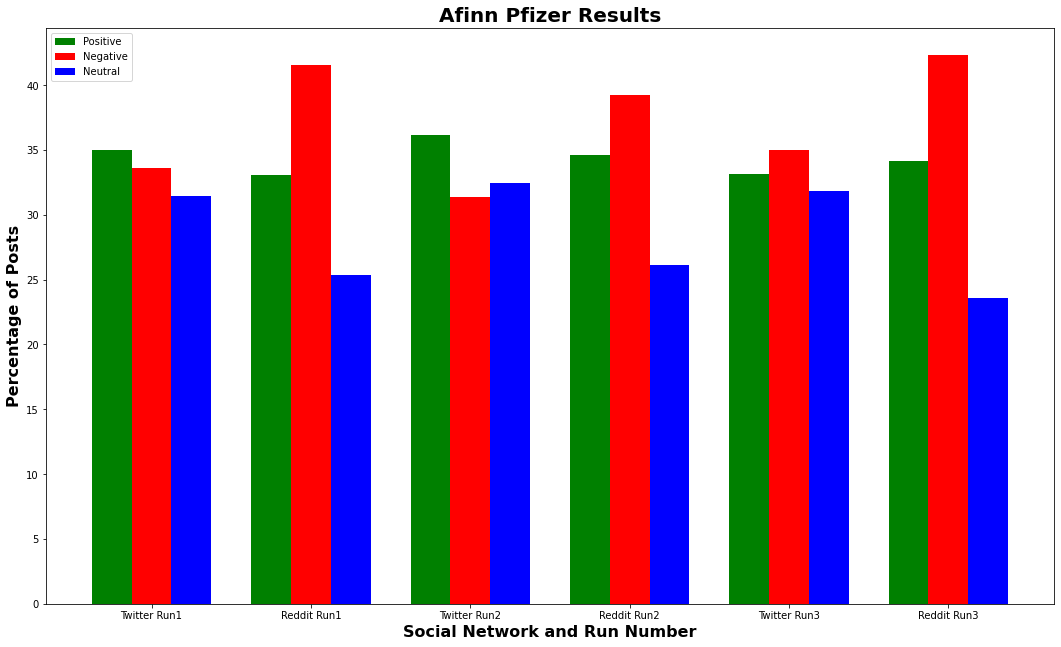 Afinn Pfizer Results
Positive
Negative
Neutral
Percentage of Posts
40
35
30
25
20
15
10
5
0
Twitter Run1 Reddit Run1 Twitter Run2 Reddit Run2 Twitter Run3 Reddit Run3
Social Network and Run Number